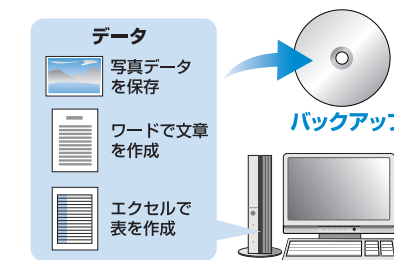 データ
写真データ
を保存
バックアップ
ワードで文章
を作成
エクセルで
表を作成